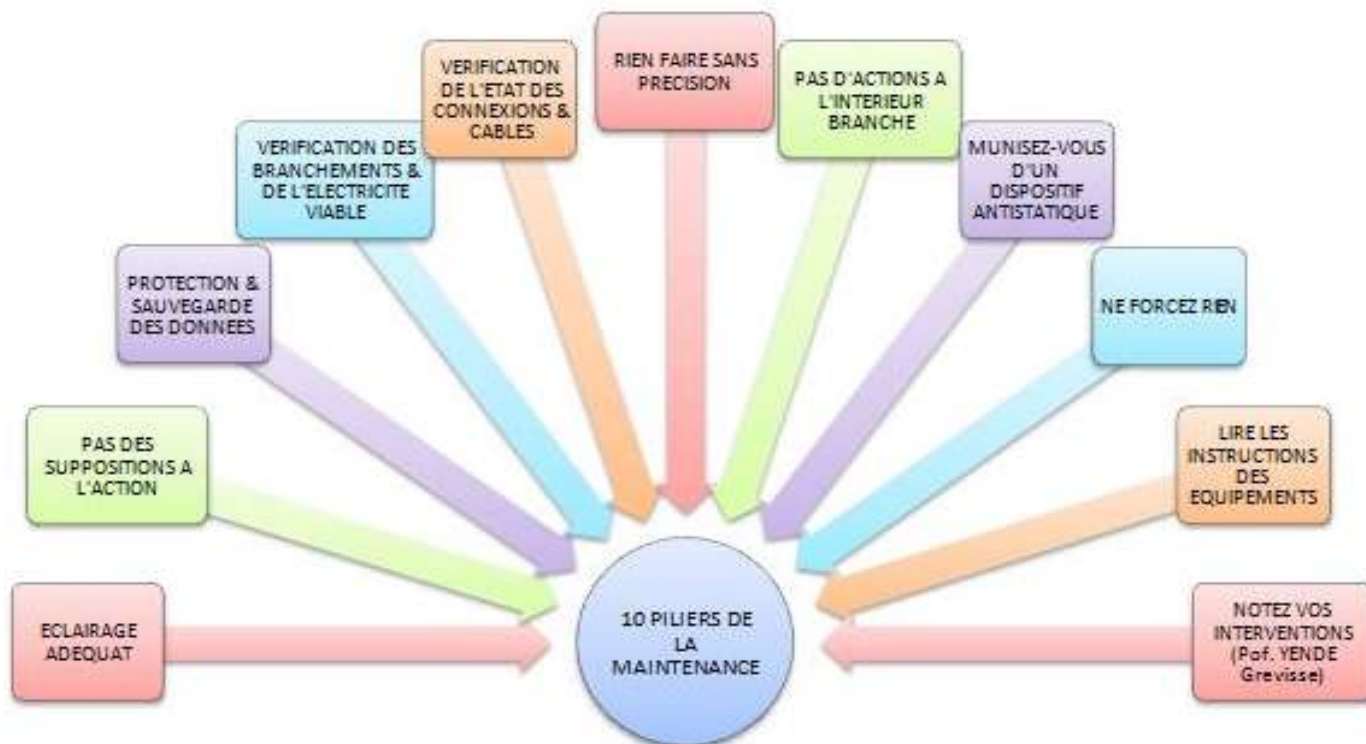 RIEN FAIRE SANS
PRECISION
VERIFICATION
DE L'ETAT DES
CONNEXIONS &
CABLES
PAS D'ACTIONS A
L'INTERIEUR
BRANCHE
VERIFICATION DES
BRANCHEMENTS &
DE L'ELECTRICITE
VIABLE
MUNISEZ-VOUS
D'UN
DISPOSITIF
ANTISTATIQUE
PROTECTION &
SAUVEGARDE
DES DONNEES
NE FORCEZ RIEN
PAS DES
SUPPOSITIONS A
L'ACTION
LIRE LES
INSTRUCTIONS
DES
EQUIPEMENTS
ECLAIRAGE
ADEQUAT
10 PILIERS DE
LA
MAINTENANCE
NOTEZ VOS
INTERVENTIONS
(Pof. YENDE
Grevisse)